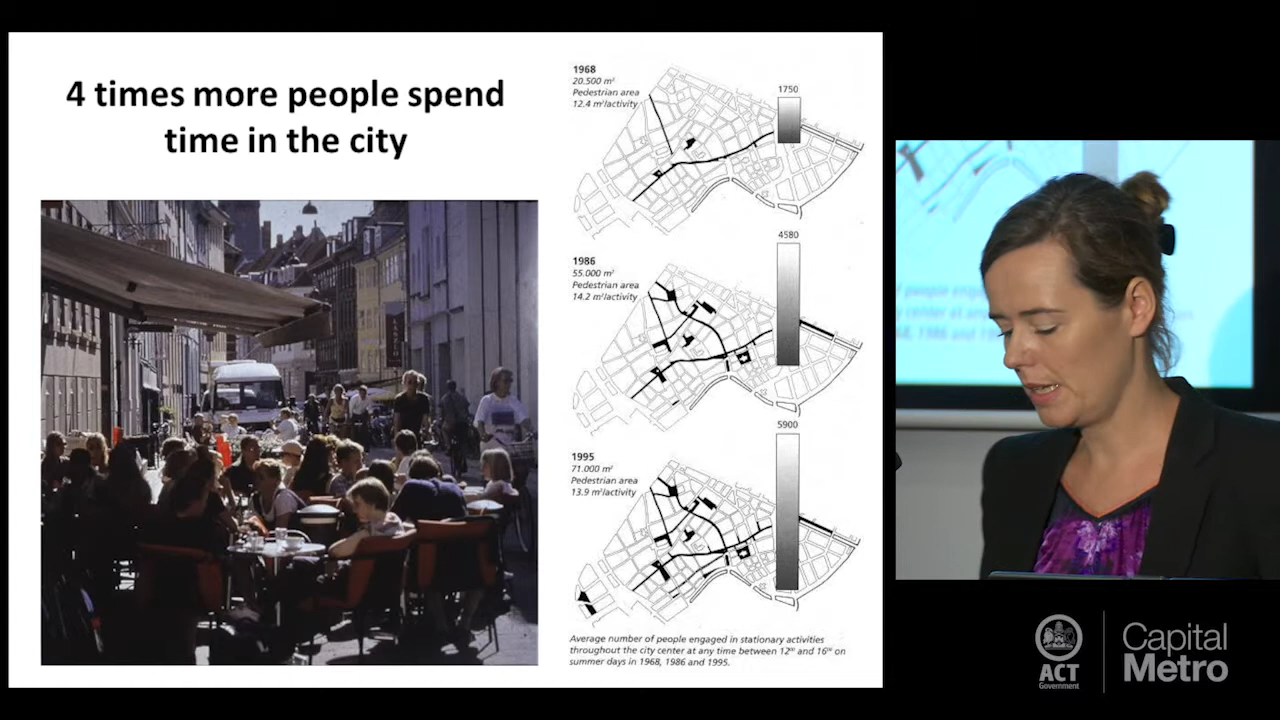 4 times more people spend
time in the city
1968
20.500 m²
Pedestrian area
12.4 m²/activity
1750
1986
55.000 m²
Pedestrian area
14.2 m²/activity
4580
1995
71.000 m²
Pedestrian area
13.9 m²/activity
5900
Average number of people engaged in stationary activities
throughout the city center at any time between 12⁰⁰ and 16⁰⁰ on
summer days in 1968, 1986 and 1995.
ACT
Government
Capital
Metro